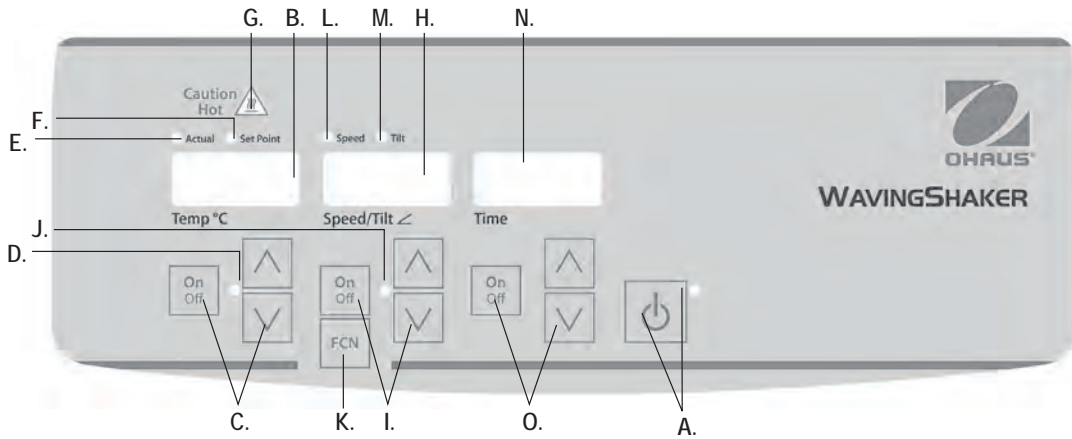 G. B. L. M. H. N.
Caution
Hot
F.
E.
Actual Set Point Speed Tilt
OHAUS®
WAVINGSHAKER
Temp °C Speed/Tilt ∠ Time
J.
D.
On
Off
On
Off
On
Off
FCN
C. K. I. O. A.